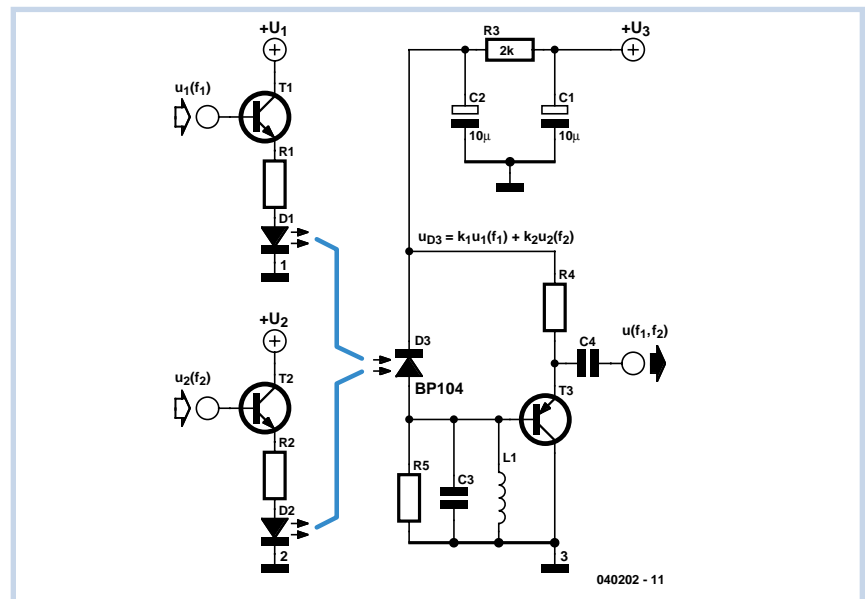 +U1
u1(f1)
T1
R1
D1
1
+U2
u2(f2)
T2
R2
D2
2
R3
2k
+U3
C2
10μ
C1
10μ
uD3 = k1u1(f1) + k2u2(f2)
R4
D3
BP104
C4
u(f1,f2)
T3
R5
C3
L1
3
040202 - 11